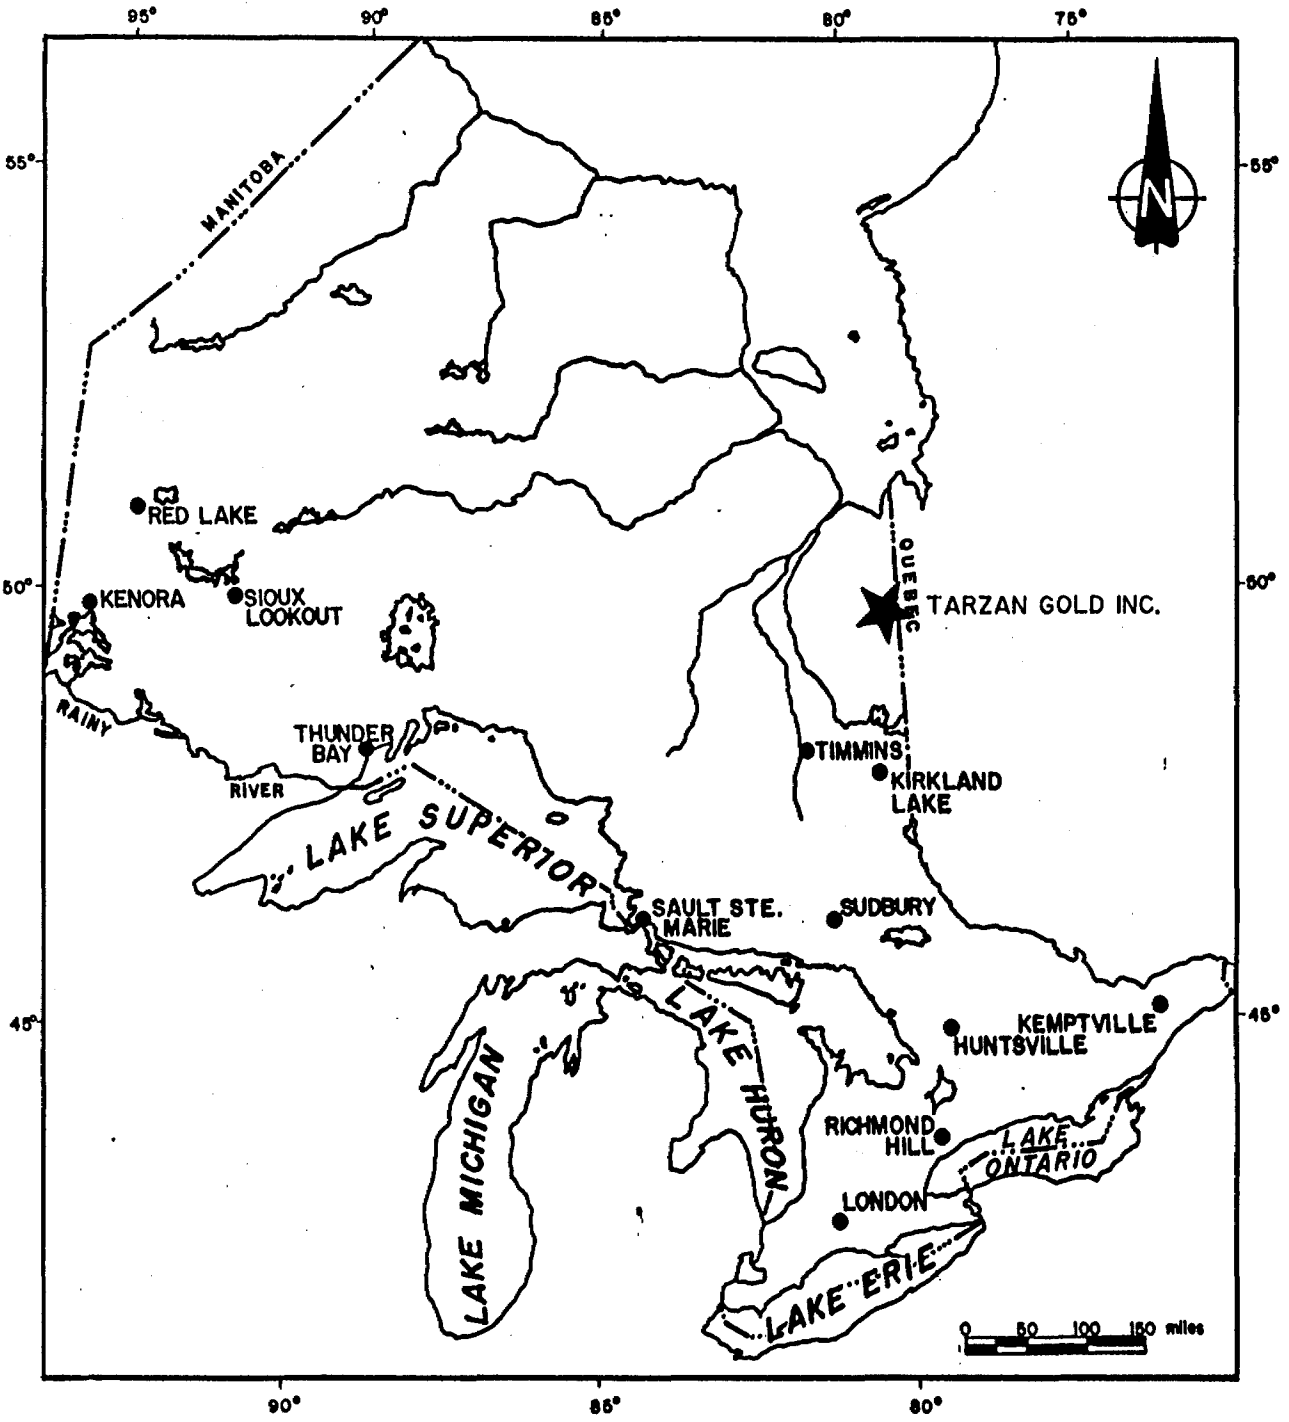 95° 90° 85° 80° 75°
55° 55°
MANITOBA
N
RED LAKE
QUEBEC
50° 50°
KENORA
SIOUX
LOOKOUT
TARZAN GOLD INC.
RAINY
THUNDER
BAY
RIVER
TIMMINS
KIRKLAND
LAKE
LAKE SUPERIOR
SAULT STE.
MARIE
SUDBURY
45° 45°
LAKE HURON
KEMPTVILLE
HUNTSVILLE
LAKE MICHIGAN
RICHMOND
HILL
LAKE
ONTARIO
LONDON
LAKE ERIE
0 50 100 150 miles
90° 85° 80°